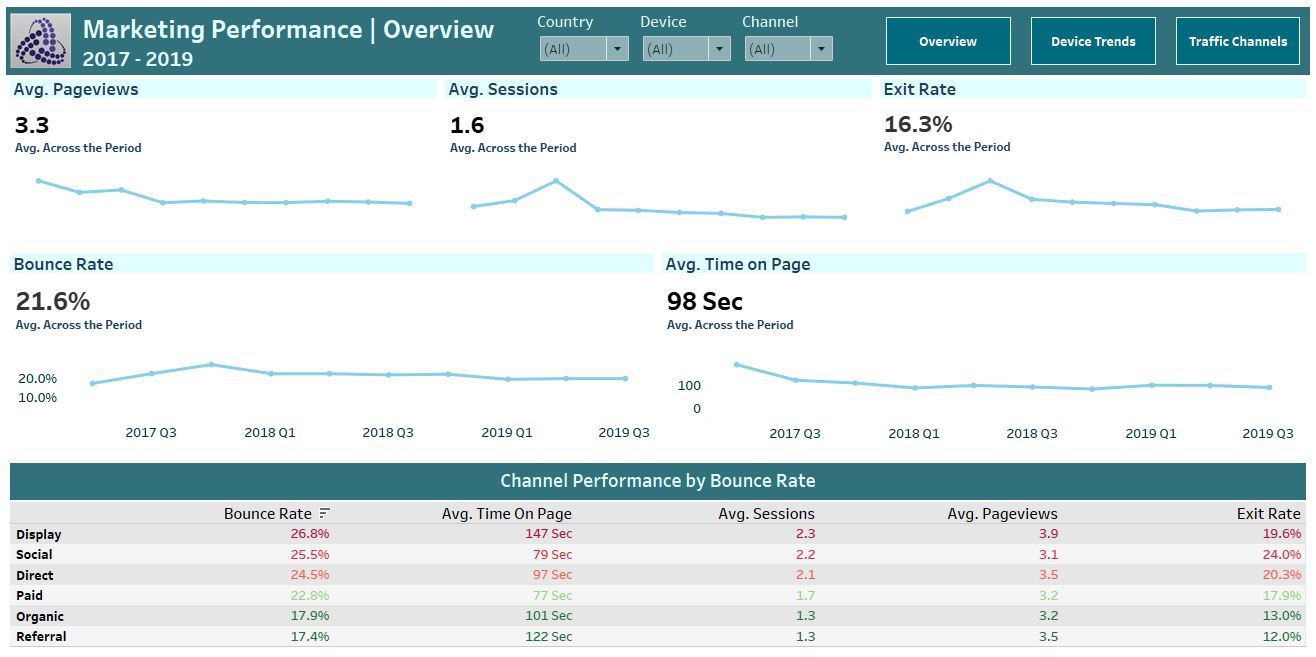 Marketing Performance | Overview
2017 - 2019
Country Device Channel
(All) (All) (All)
Overview Device Trends Traffic Channels
Avg. Pageviews
3.3
Avg. Across the Period
Avg. Sessions
1.6
Avg. Across the Period
Exit Rate
16.3%
Avg. Across the Period
Bounce Rate
21.6%
Avg. Across the Period
20.0%
10.0%
2017 Q3 2018 Q1 2018 Q3 2019 Q1 2019 Q3
Avg. Time on Page
98 Sec
Avg. Across the Period
100
0
2017 Q3 2018 Q1 2018 Q3 2019 Q1 2019 Q3
Channel Performance by Bounce Rate
Bounce Rate Avg. Time On Page Avg. Sessions Avg. Pageviews Exit Rate
Display 26.8% 147 Sec 2.3 3.9 19.6%
Social 25.5% 79 Sec 2.2 3.1 24.0%
Direct 24.5% 97 Sec 2.1 3.5 20.3%
Paid 22.8% 77 Sec 1.7 3.2 17.9%
Organic 17.9% 101 Sec 1.3 3.2 13.0%
Referral 17.4% 122 Sec 1.3 3.5 12.0%